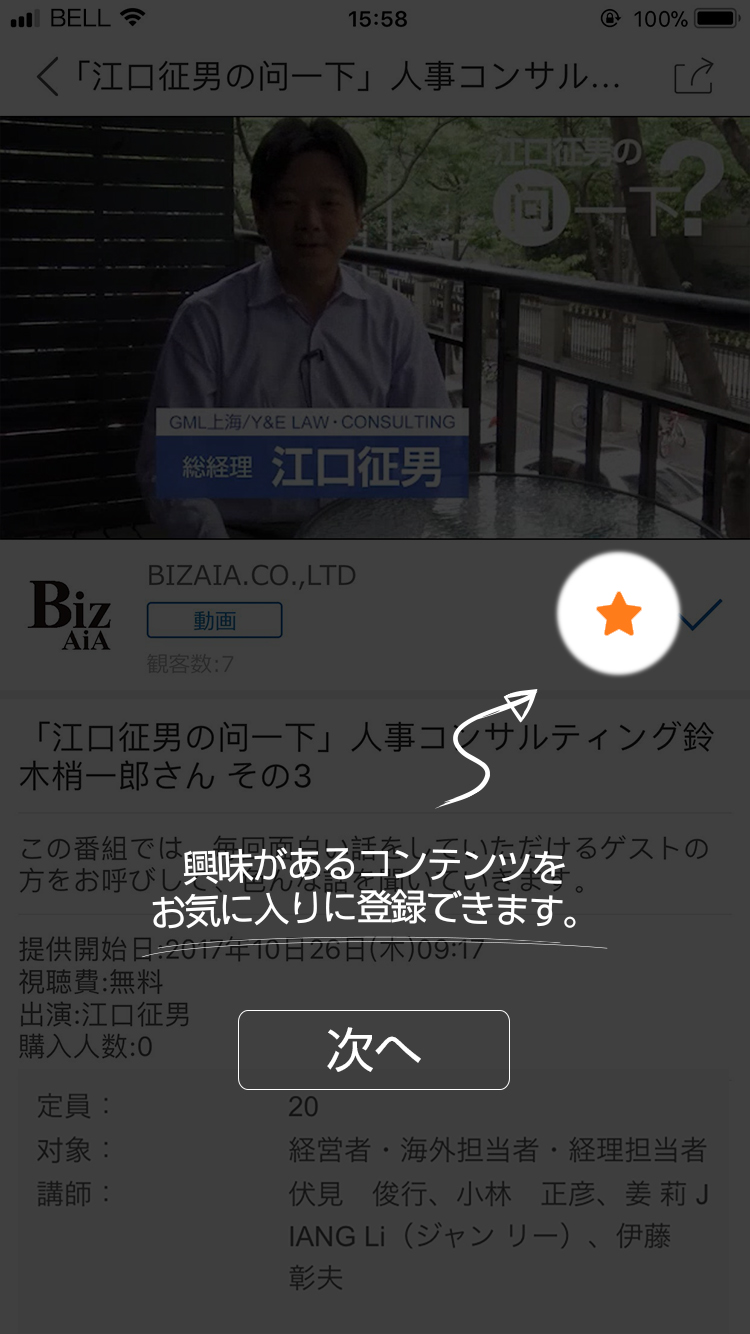 BELL 15:58 100%
「江口征男の问一下」人事コンサル…
江口征男の
问一下?
GML上海/Y&E LAW・CONSULTING
総経理 江口征男
BIZAIA.CO.,LTD
Biz
AiA
動画
観客数:7
「江口征男の问一下」人事コンサルティング鈴
木梢一郎さん その3
この番組では、毎回面白い話をしていただけるゲストの
方をお呼びして、色んな話を聞いていきます。
興味があるコンテンツを
お気に入りに登録できます。
提供開始日:2017年10月26日(木)09:17
視聴費:無料
出演:江口征男
購入人数:0
次へ
定員： 20
対象： 経営者・海外担当者・経理担当者
講師： 伏見　俊行、小林　正彦、姜 莉 J
IANG Li（ジャン リー）、伊藤
彰夫